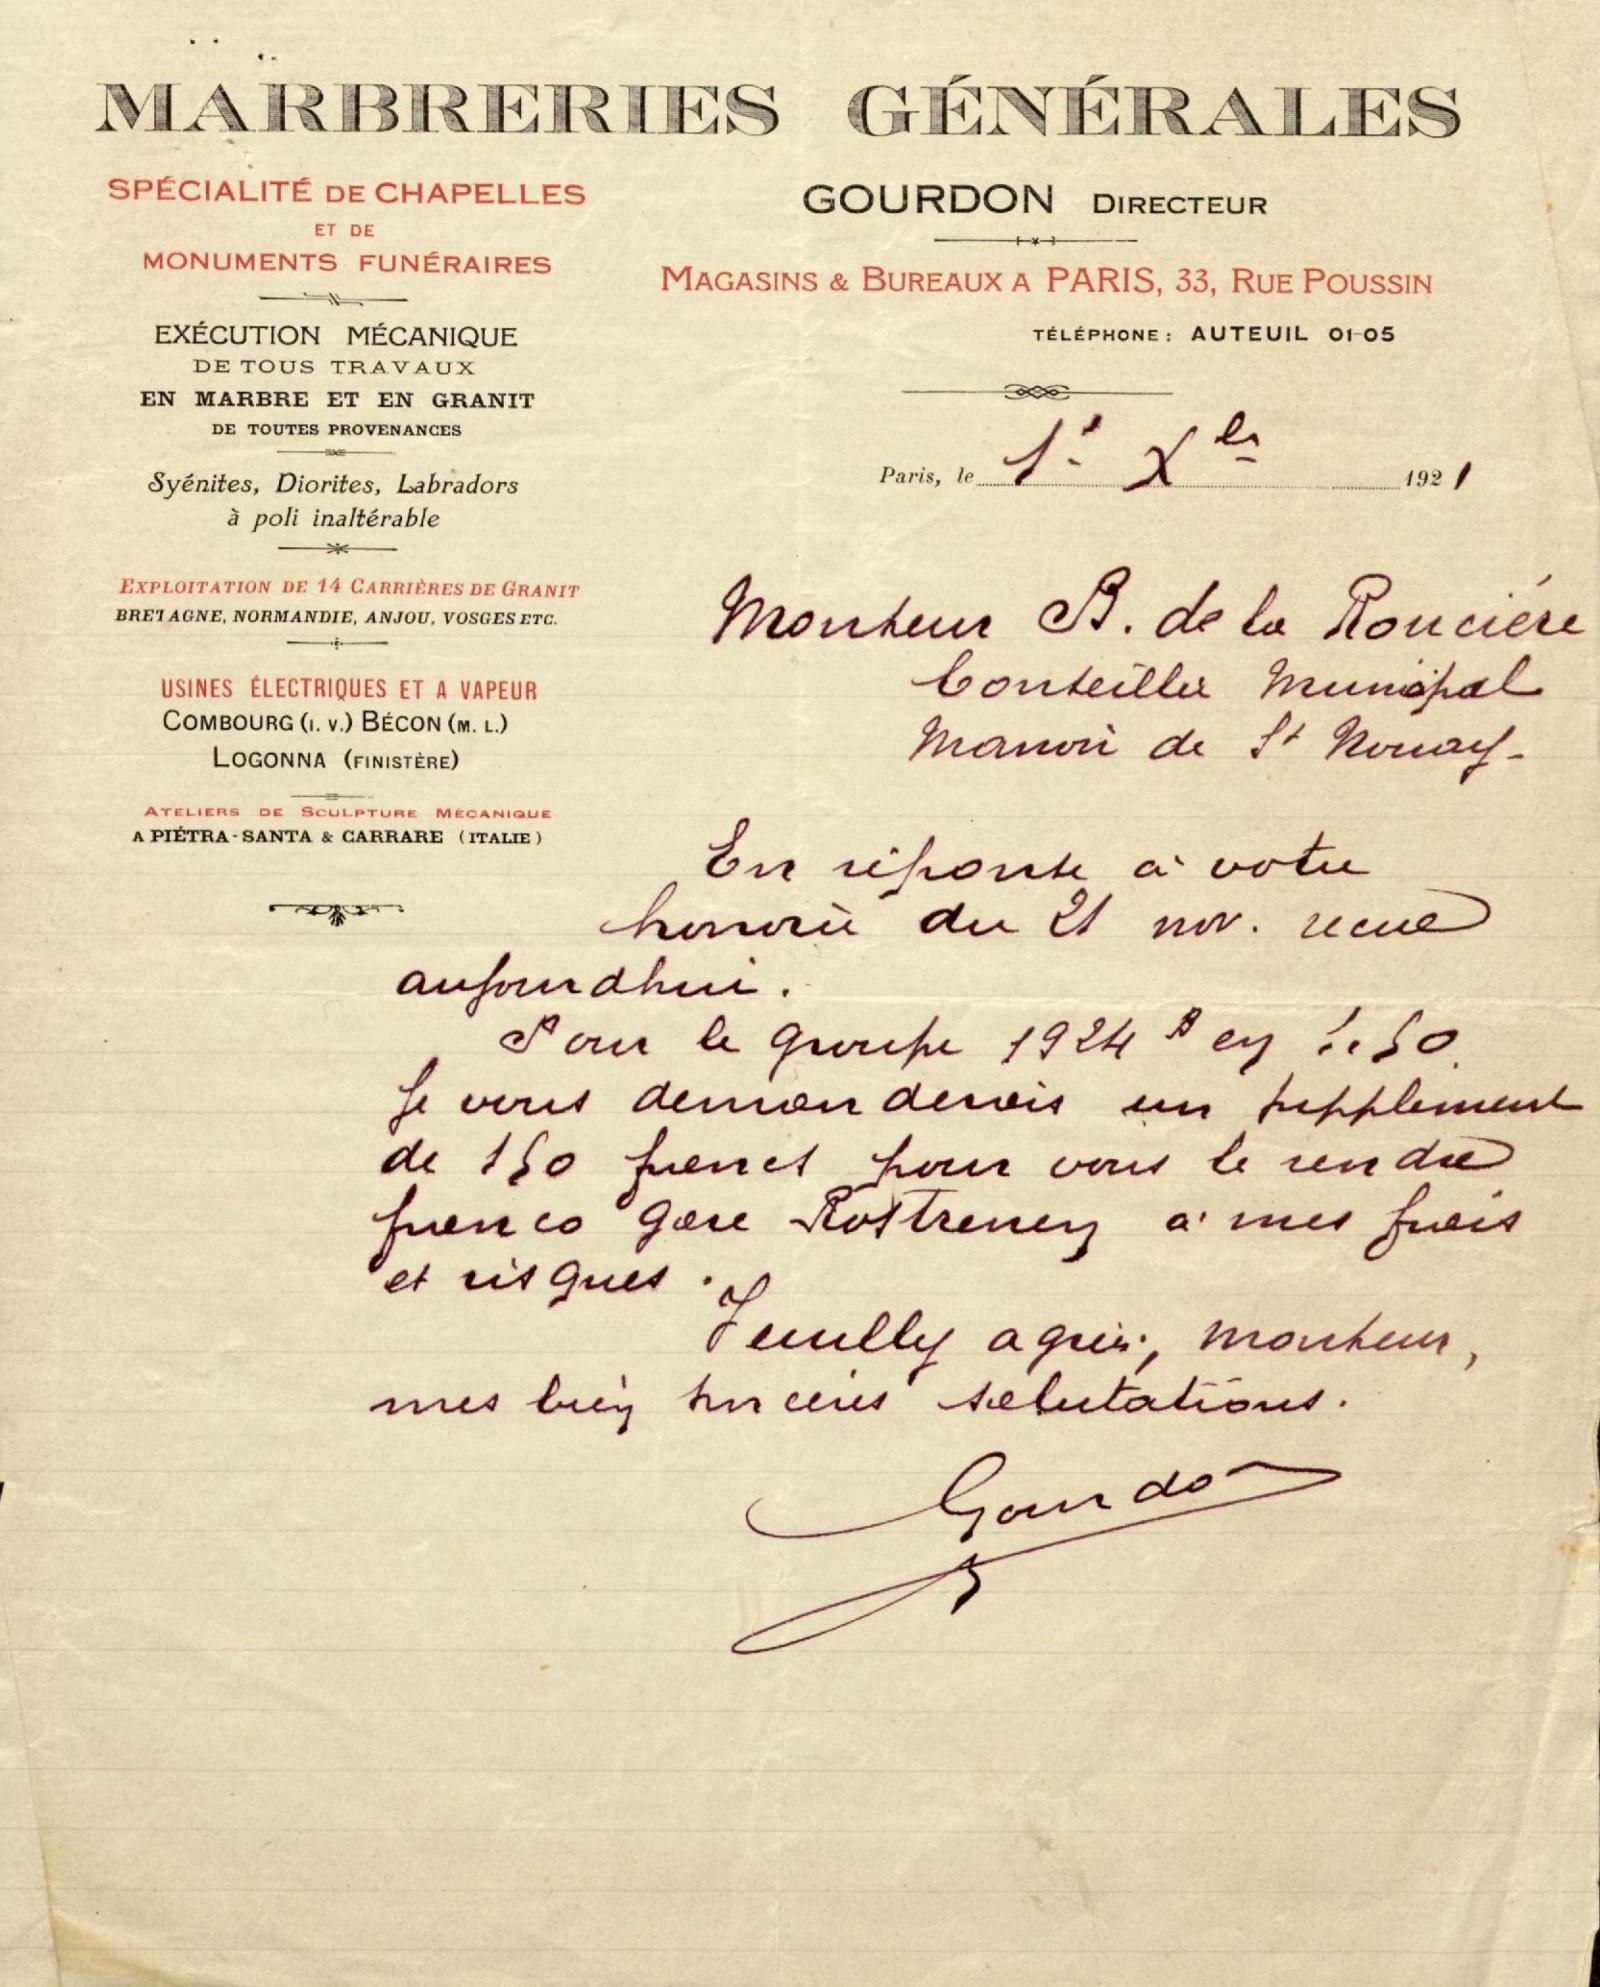 MARBRERIES GÉNÉRALES
SPÉCIALITÉ DE CHAPELLES
ET DE
MONUMENTS FUNÉRAIRES
EXÉCUTION MÉCANIQUE
DE TOUS TRAVAUX
EN MARBRE ET EN GRANIT
DE TOUTES PROVENANCES
Syénites, Diorites, Labradors
à poli inaltérable
EXPLOITATION DE 14 CARRIÈRES DE GRANIT
BRETAGNE, NORMANDIE, ANJOU, VOSGES ETC.
USINES ÉLECTRIQUES ET A VAPEUR
COMBOURG (I. V.) BÉCON (M. L.)
LOGONNA (FINISTÈRE)
ATELIERS DE SCULPTURE MÉCANIQUE
A PIÉTRA-SANTA & CARRARE (ITALIE)
GOURDON DIRECTEUR
MAGASINS & BUREAUX A PARIS, 33, RUE POUSSIN
TÉLÉPHONE : AUTEUIL 01-05
Paris, le 1er Xbre 1921
Monsieur B. de la Roucière
Conseiller Municipal
Manoir de St Nouay-
En réponse à votre
honorée du 21 nov. recue
aujourdhui.
Pour le groupe 1924 B en 1.50
Je vous demanderais un supplement
de 150 francs pour vous le rendre
franco gare Rostrenen à mes frais
et risques.
Veuillez agréer, monsieur,
mes bien sincères salutations.
Gourdon